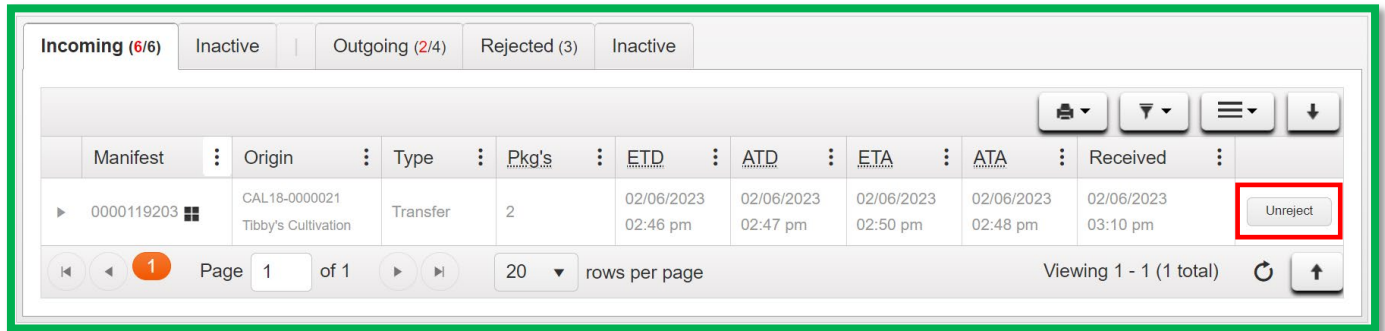 Incoming (6/6) Inactive | Outgoing (2/4) Rejected (3) Inactive
Manifest Origin Type Pkg's ETD ATD ETA ATA Received
0000119203 CAL18-0000021 Tibby's Cultivation Transfer 2 02/06/2023 02:46 pm 02/06/2023 02:47 pm 02/06/2023 02:50 pm 02/06/2023 02:48 pm 02/06/2023 03:10 pm Unreject
1 Page 1 of 1 20 rows per page Viewing 1 - 1 (1 total)